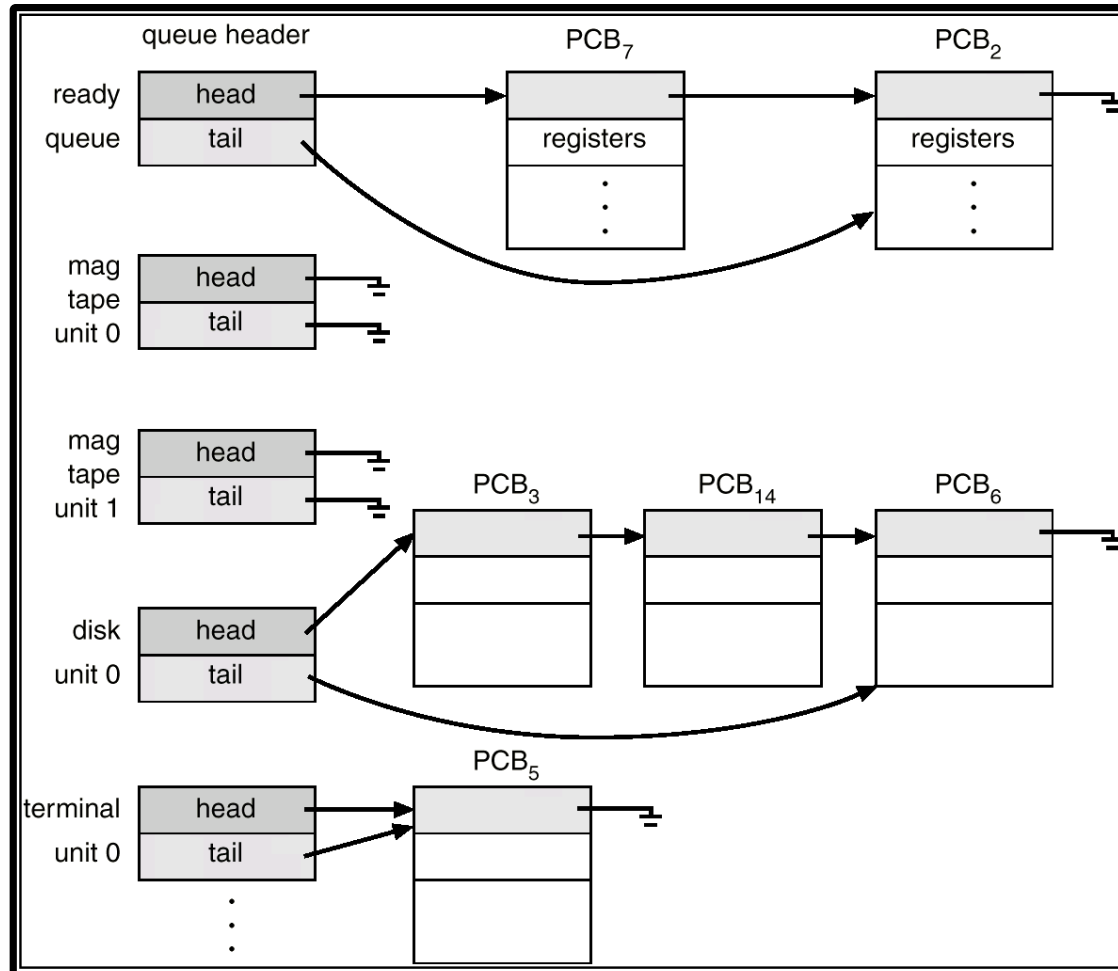 queue header
PCB7
PCB2
ready
queue
head
tail
registers
registers
mag
tape
unit 0
head
tail
mag
tape
unit 1
head
tail
PCB3
PCB14
PCB6
disk
unit 0
head
tail
PCB5
terminal
unit 0
head
tail